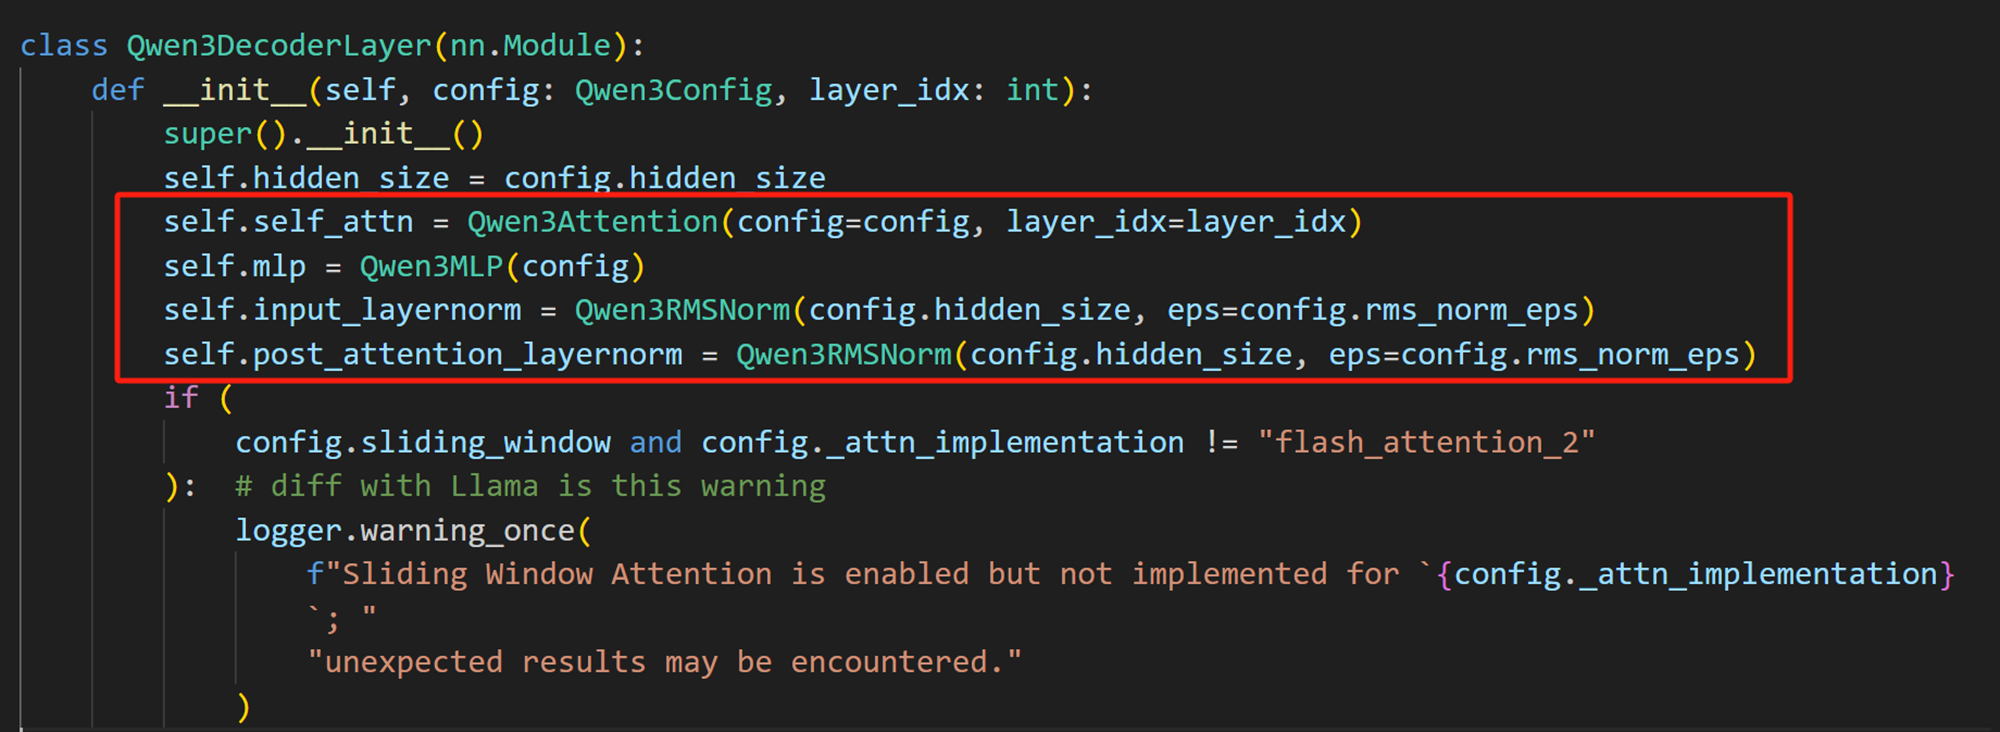 class Qwen3DecoderLayer(nn.Module):
def __init__(self, config: Qwen3Config, layer_idx: int):
super().__init__()
self.hidden_size = config.hidden_size
self.self_attn = Qwen3Attention(config=config, layer_idx=layer_idx)
self.mlp = Qwen3MLP(config)
self.input_layernorm = Qwen3RMSNorm(config.hidden_size, eps=config.rms_norm_eps)
self.post_attention_layernorm = Qwen3RMSNorm(config.hidden_size, eps=config.rms_norm_eps)
if (
config.sliding_window and config._attn_implementation != "flash_attention_2"
):  # diff with Llama is this warning
logger.warning_once(
f"Sliding Window Attention is enabled but not implemented for `{config._attn_implementation}
`; "
"unexpected results may be encountered."
)